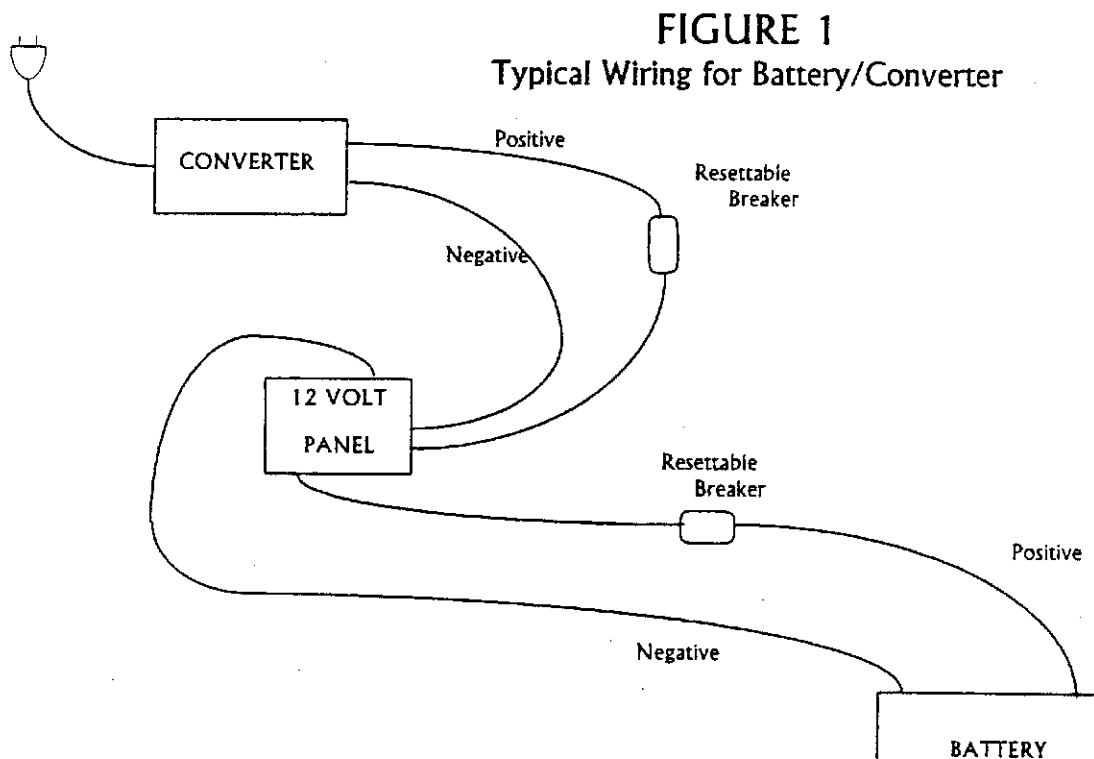 FIGURE 1
Typical Wiring for Battery/Converter
CONVERTER
Positive
Resettable
Breaker
Negative
12 VOLT
PANEL
Resettable
Breaker
Positive
Negative
BATTERY